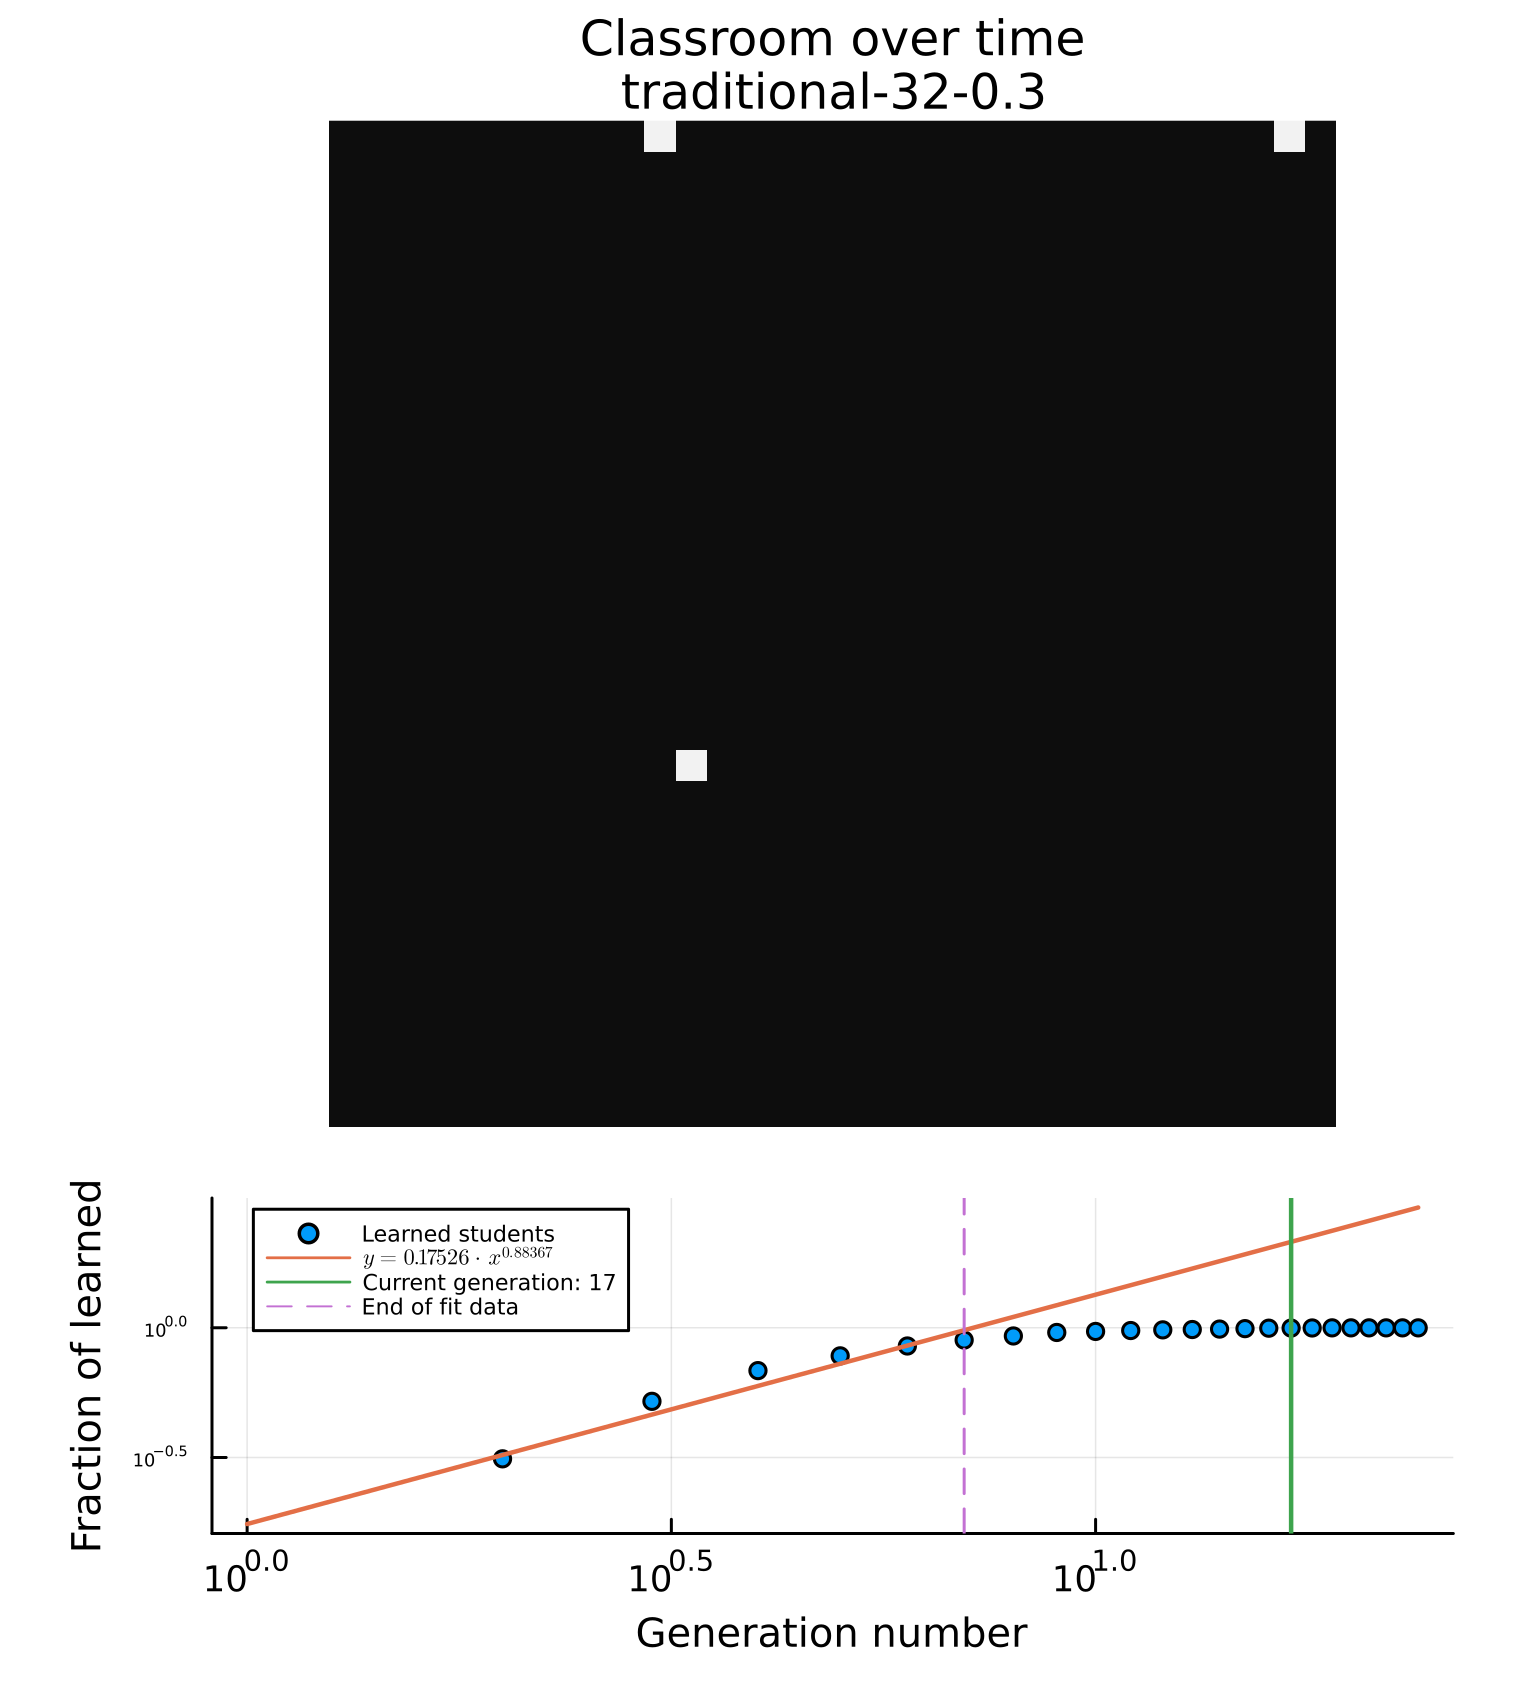 Classroom over time
traditional-32-0.3
Fraction of learned
Learned students
y = 0.17526 · x^0.88367
Current generation: 17
End of fit data
10^0.0
10^−0.5
10^0.0 10^0.5 10^1.0
Generation number